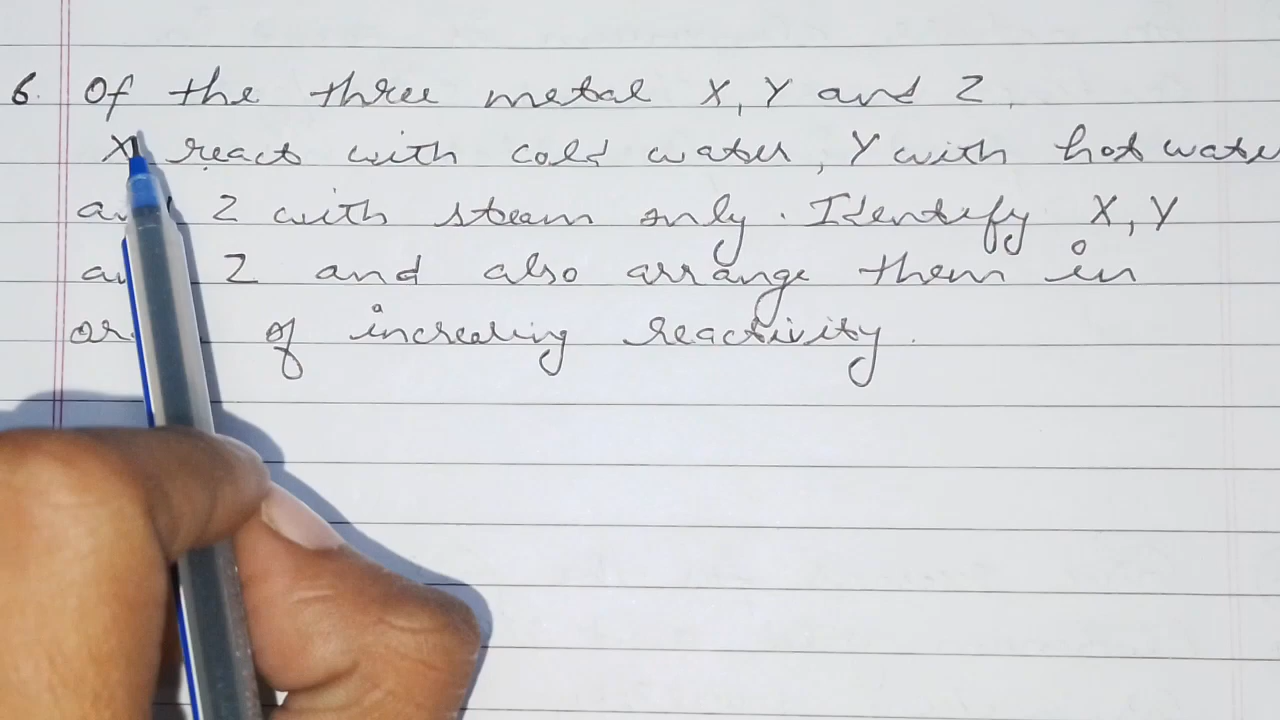 6. Of the three metal X, Y and Z.
X react with cold water, Y with hot water
Z with steam only. Identify X, Y
Z and also arrange them in
of increasing reactivity.